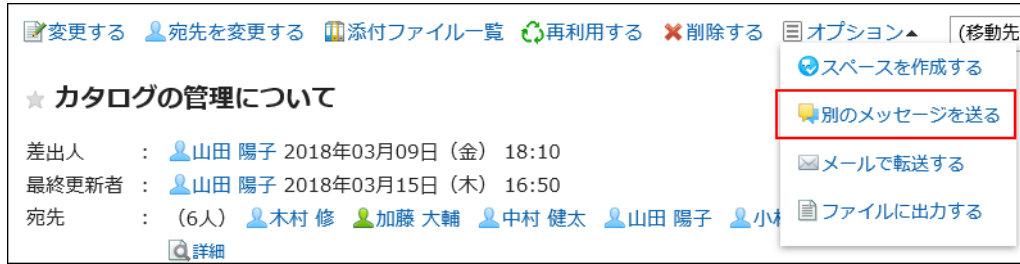 変更する 宛先を変更する 添付ファイル一覧 再利用する 削除する オプション▲ (移動先
スペースを作成する
別のメッセージを送る
メールで転送する
ファイルに出力する
★ カタログの管理について
差出人 : 山田 陽子 2018年03月09日（金） 18:10
最終更新者 : 山田 陽子 2018年03月15日（木） 16:50
宛先 : （6人） 木村 修 加藤 大輔 中村 健太 山田 陽子 小
詳細